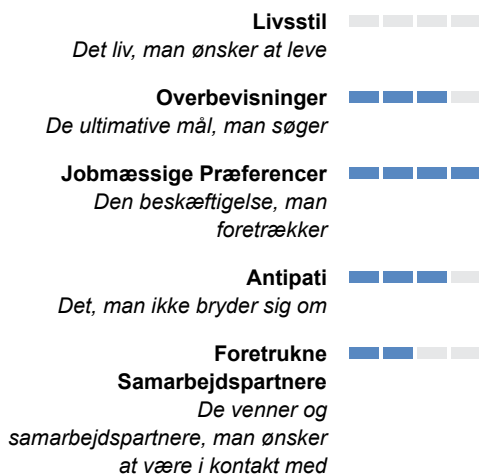 Livsstil
Det liv, man ønsker at leve
Overbevisninger
De ultimative mål, man søger
Jobmæssige Præferencer
Den beskæftigelse, man
foretrækker
Antipati
Det, man ikke bryder sig om
Foretrukne
Samarbejdspartnere
De venner og
samarbejdspartnere, man ønsker
at være i kontakt med